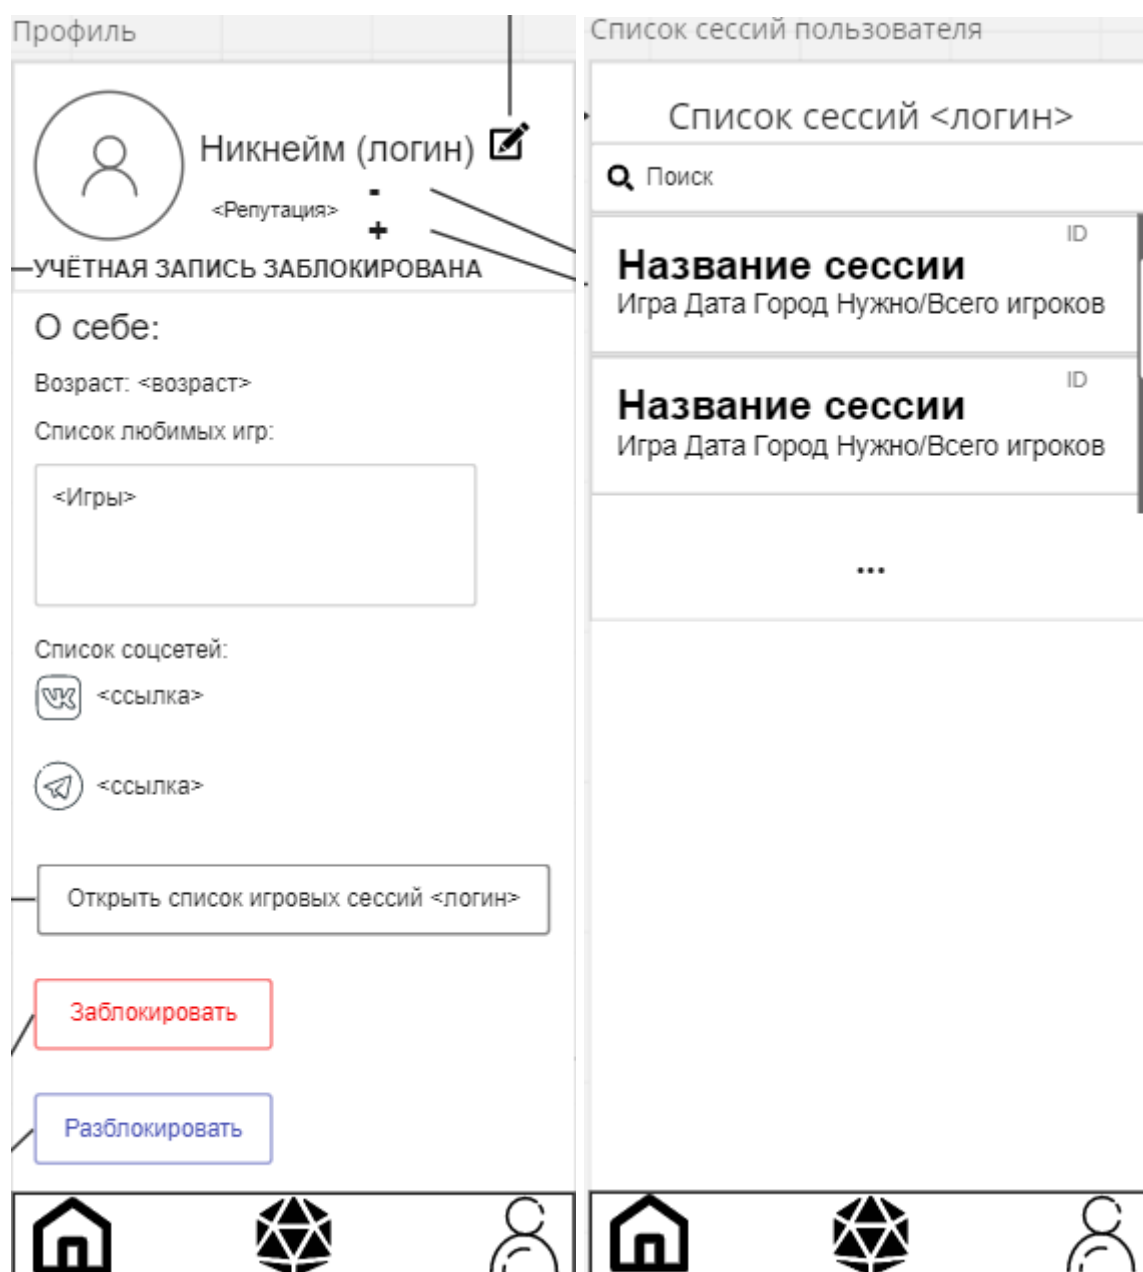 Профиль
Никнейм (логин)
<Репутация>
-
+
УЧЁТНАЯ ЗАПИСЬ ЗАБЛОКИРОВАНА
О себе:
Возраст: <возраст>
Список любимых игр:
<Игры>
Список соцсетей:
<ссылка>
<ссылка>
Открыть список игровых сессий <логин>
Заблокировать
Разблокировать
Список сессий пользователя
Список сессий <логин>
Поиск
ID
Название сессии
Игра Дата Город Нужно/Всего игроков
ID
Название сессии
Игра Дата Город Нужно/Всего игроков
...